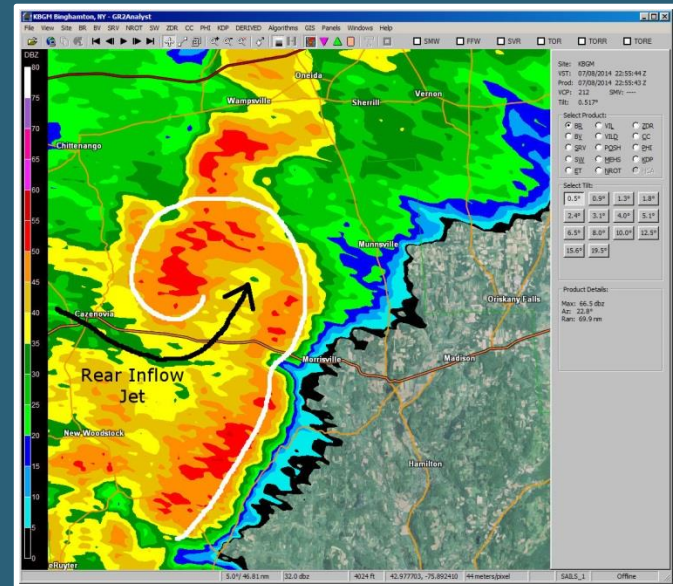 KBGM Binghamton, NY - GR2Analyst
File View Site BR SRV NROT SW ZDR CC PHI KDP DERIVED Algorithms GIS Panels Windows Help
SMW FFW SVR TOR TORR TORE
DBZ
80
75
70
65
60
55
50
45
40
35
30
25
20
15
10
5
0
Oneida
Wampsville
Sherrill
Vernon
Chittenango
Munnsville
Oriskany Falls
Cazenovia
Morrisville
Madison
Rear Inflow
Jet
New Woodstock
Hamilton
eRuyter
Site: KBGM
VST: 07/08/2014 22:55:44 Z
Prod: 07/08/2014 22:55:43 Z
VCP: 212 SMV: ----
Tilt: 0.517°
Select Product:
BR VIL ZDR
BV VILD CC
SRV POSH PHI
SW MEHS KDP
ET NROT HSA
Select Tilt:
0.5° 0.9° 1.3° 1.8°
2.4° 3.1° 4.0° 5.1°
6.5° 8.0° 10.0° 12.5°
15.6° 19.5°
Product Details:
Max: 66.5 dbz
Az: 22.8°
Ran: 69.9 nm
5.0°/ 46.81 nm 32.0 dbz 4024 ft 42.977703, -75.892410 44 meters/pixel SAILS_1 Offline